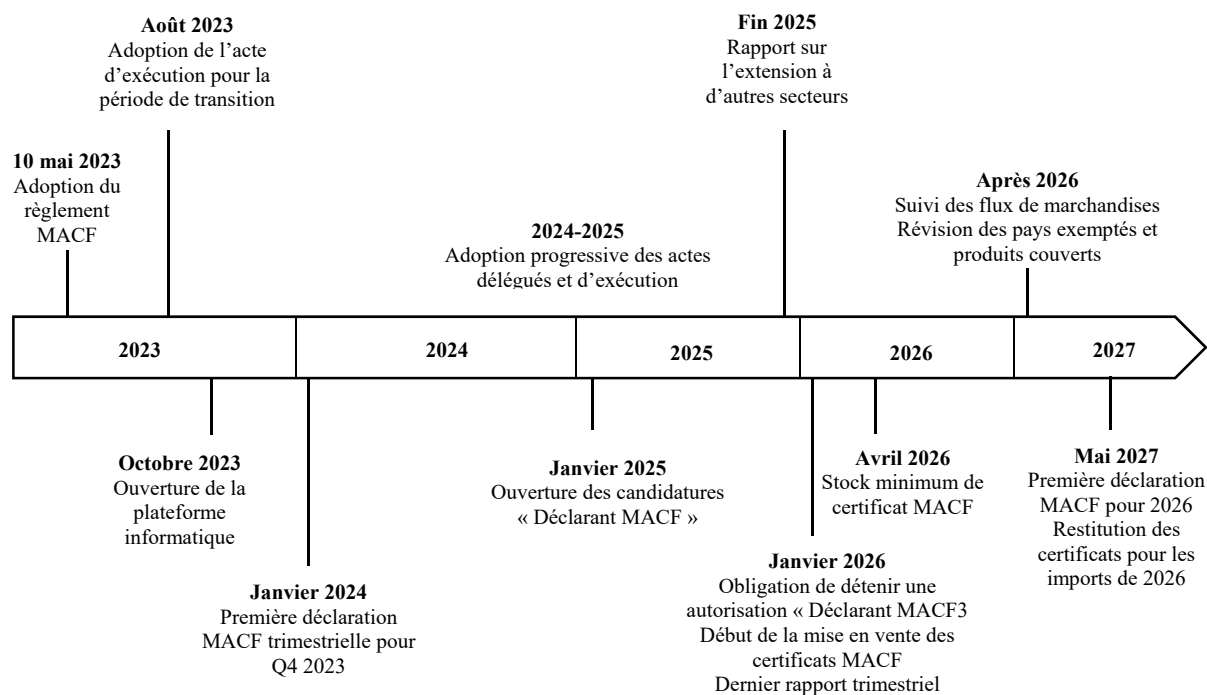 Août 2023
Adoption de l’acte
d’exécution pour la
période de transition
Fin 2025
Rapport sur
l’extension à
d’autres secteurs
10 mai 2023
Adoption du
règlement
MACF
Après 2026
Suivi des flux de marchandises
Révision des pays exemptés et
produits couverts
2024-2025
Adoption progressive des actes
délégués et d’exécution
2023
2024
2025
2026
2027
Octobre 2023
Ouverture de la
plateforme
informatique
Janvier 2025
Ouverture des candidatures
« Déclarant MACF »
Avril 2026
Stock minimum de
certificat MACF
Mai 2027
Première déclaration
MACF pour 2026
Restitution des
certificats pour les
imports de 2026
Janvier 2024
Première déclaration
MACF trimestrielle pour
Q4 2023
Janvier 2026
Obligation de détenir une
autorisation « Déclarant MACF3
Début de la mise en vente des
certificats MACF
Dernier rapport trimestriel